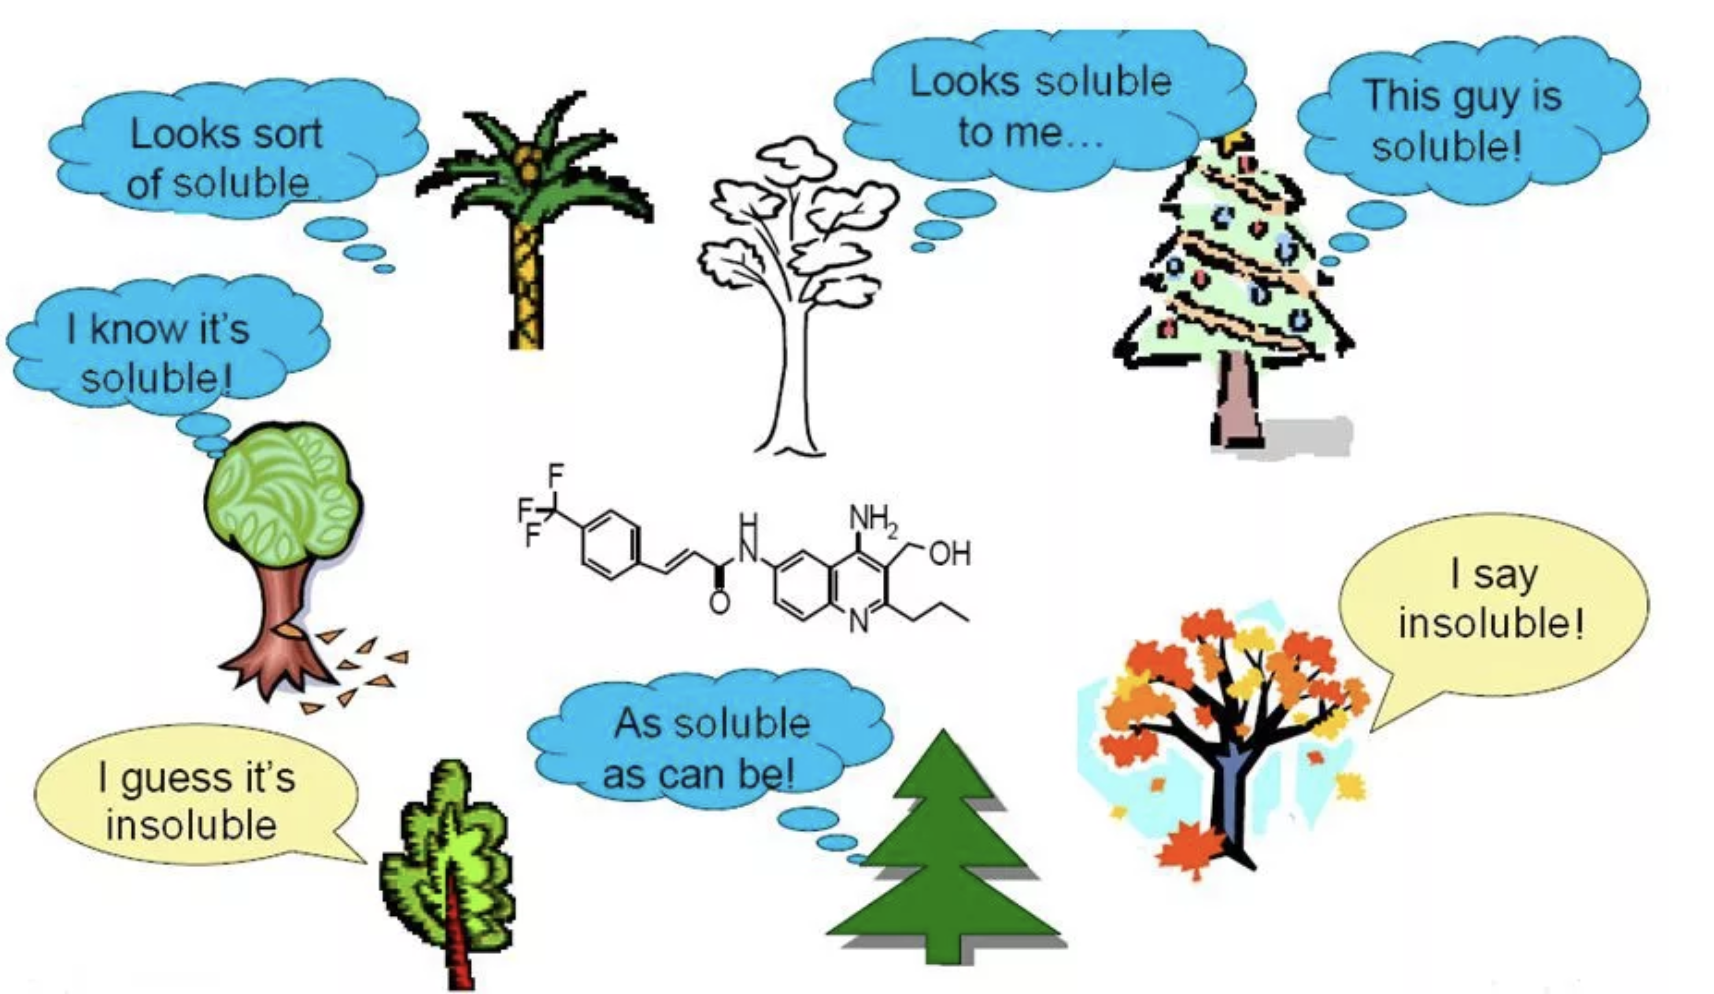 Looks sort
of soluble
Looks soluble
to me...
This guy is
soluble!
I know it's
soluble!
F
F
F
H
N
O
NH2
OH
N
I say
insoluble!
As soluble
as can be!
I guess it's
insoluble